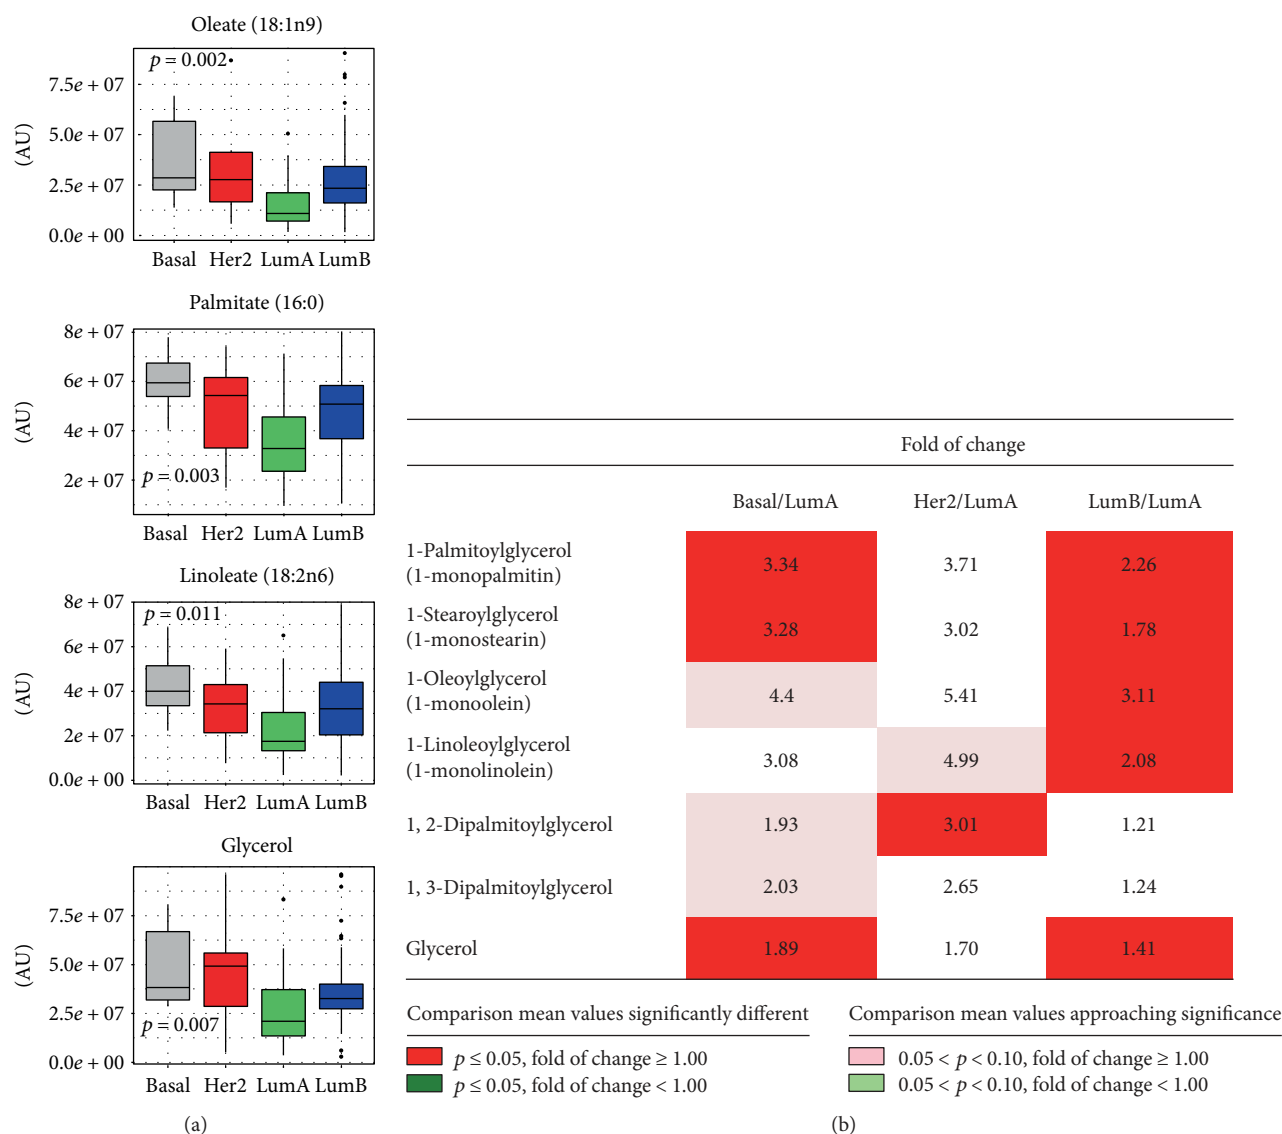 Oleate (18:1n9)
p = 0.002
7.5e + 07
5.0e + 07
2.5e + 07
0.0e + 00
(AU)
Basal Her2 LumA LumB
Palmitate (16:0)
8e + 07
6e + 07
4e + 07
2e + 07
(AU)
p = 0.003
Basal Her2 LumA LumB
Linoleate (18:2n6)
p = 0.011
8e + 07
6e + 07
4e + 07
2e + 07
0.0e + 00
(AU)
Basal Her2 LumA LumB
Glycerol
7.5e + 07
5.0e + 07
2.5e + 07
0.0e + 00
(AU)
p = 0.007
Basal Her2 LumA LumB
(a)
Fold of change
Basal/LumA Her2/LumA LumB/LumA
1-Palmitoylglycerol
(1-monopalmitin) 3.34 3.71 2.26
1-Stearoylglycerol
(1-monostearin) 3.28 3.02 1.78
1-Oleoylglycerol
(1-monoolein) 4.4 5.41 3.11
1-Linoleoylglycerol
(1-monolinolein) 3.08 4.99 2.08
1, 2-Dipalmitoylglycerol 1.93 3.01 1.21
1, 3-Dipalmitoylglycerol 2.03 2.65 1.24
Glycerol 1.89 1.70 1.41
Comparison mean values significantly different
p ≤ 0.05, fold of change ≥ 1.00
p ≤ 0.05, fold of change < 1.00
Comparison mean values approaching significance
0.05 < p < 0.10, fold of change ≥ 1.00
0.05 < p < 0.10, fold of change < 1.00
(b)